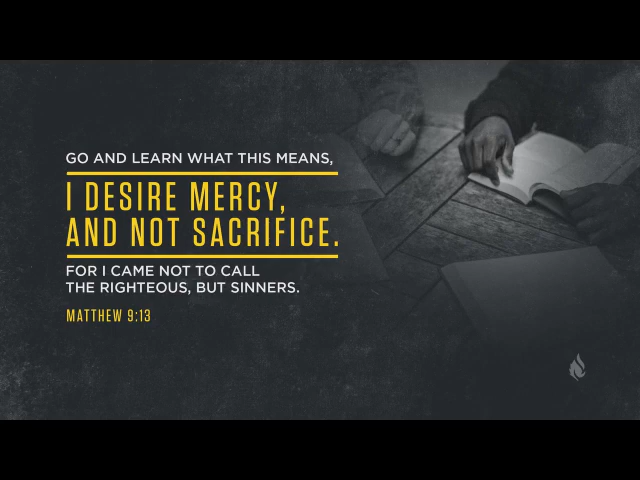 GO AND LEARN WHAT THIS MEANS,
I DESIRE MERCY,
AND NOT SACRIFICE.
FOR I CAME NOT TO CALL
THE RIGHTEOUS, BUT SINNERS.
MATTHEW 9:13